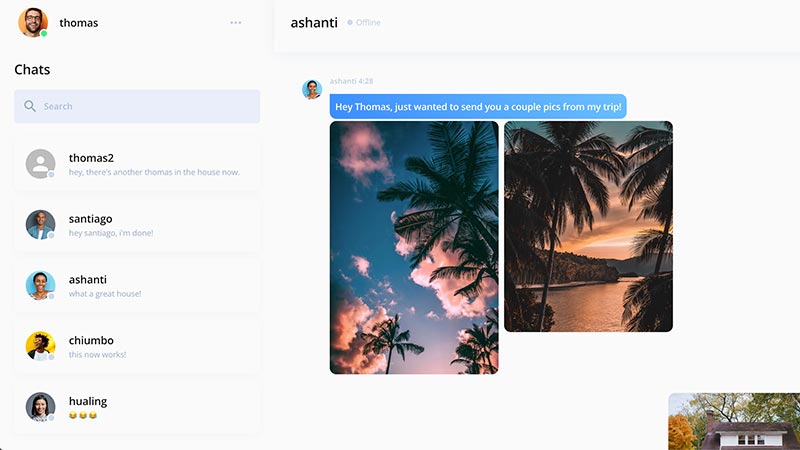 thomas
Chats
Search
thomas2
hey, there's another thomas in the house now.
santiago
hey santiago, i'm done!
ashanti
what a great house!
chiumbo
this now works!
hualing
😂 😂 😂
ashanti
Offline
ashanti 4:28
Hey Thomas, just wanted to send you a couple pics from my trip!